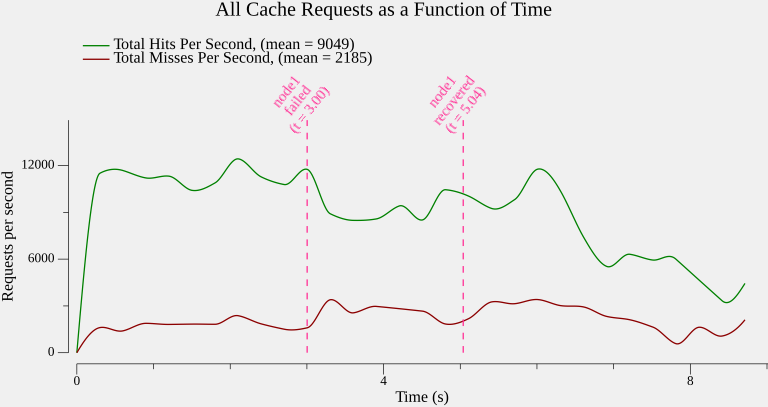 All Cache Requests as a Function of Time
Total Hits Per Second, (mean = 9049)
Total Misses Per Second, (mean = 2185)
node1
failed
(t = 3.00)
node1
recovered
(t = 5.04)
Requests per second
12000
6000
0
0 4 8
Time (s)